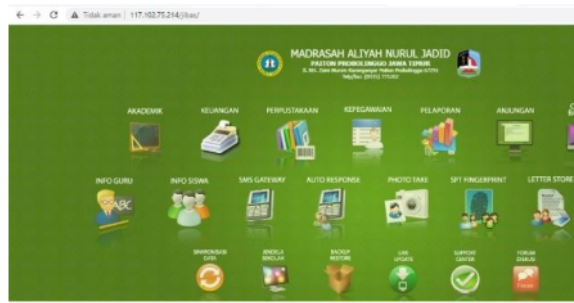 Tidak aman | 117.102.75.214/jibas/
MADRASAH ALIYAH NURUL JADID
PAITON PROBOLINGGO JAWA TIMUR
AKADEMIK KEUANGAN PERPUSTAKAAN KEPEGAWAIAN PELAPORAN ANJUNGAN
INFO GURU INFO SISWA SMS GATEWAY AUTO RESPONSE PHOTO TAKE SPT FINGERPRINT LETTER STORE
SINKRONISASI JENDELA BACKUP LIVE SUPPORT FORUM
DATA SEKOLAH RESTORE UPDATE CENTER DISKUSI
ABC
Forum